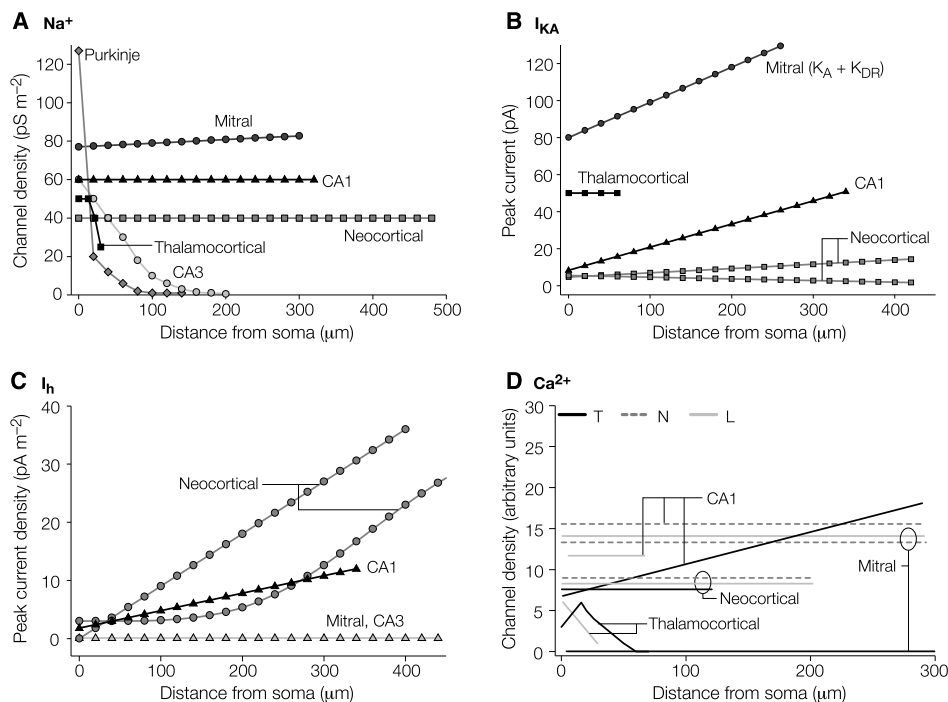 A Na+
Channel density (pS m–2)
120
100
80
60
40
20
0
Purkinje
Mitral
CA1
Neocortical
Thalamocortical
CA3
0 100 200 300 400 500
Distance from soma (μm)
B IKA
Peak current (pA)
120
100
80
60
40
20
0
Mitral (KA + KDR)
Thalamocortical
CA1
Neocortical
0 100 200 300 400
Distance from soma (μm)
C Ih
Peak current density (pA m–2)
40
30
20
10
0
Neocortical
CA1
Mitral, CA3
0 100 200 300 400
Distance from soma (μm)
D Ca2+
Channel density (arbitrary units)
30
25
20
15
10
5
0
T N L
CA1
Mitral
Neocortical
Thalamocortical
0 100 200 300
Distance from soma (μm)